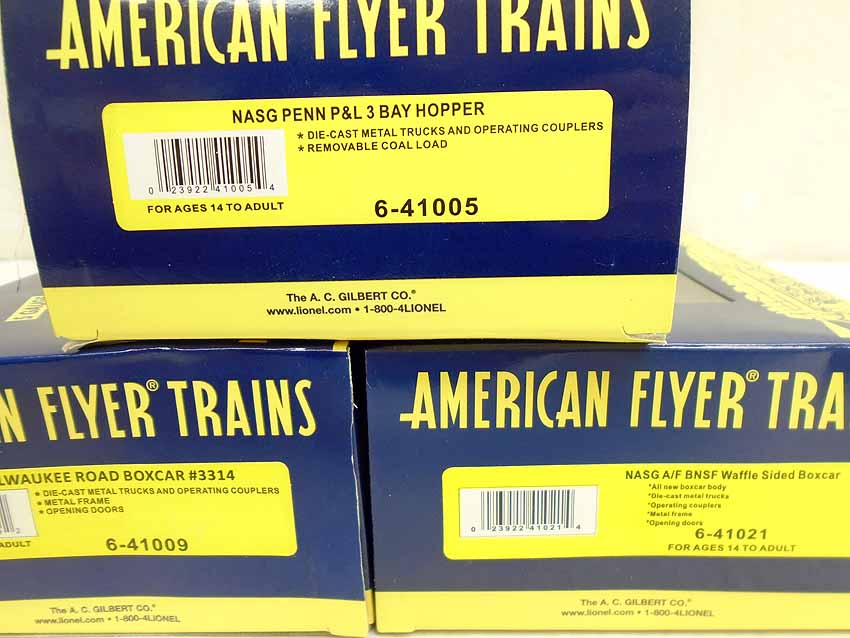 AMERICAN FLYER TRAINS
NASG PENN P&L 3 BAY HOPPER
* DIE-CAST METAL TRUCKS AND OPERATING COUPLERS
* REMOVABLE COAL LOAD
0 23922 41005 4
FOR AGES 14 TO ADULT
6-41005
The A. C. GILBERT CO.®
www.lionel.com • 1-800-4LIONEL
N FLYER® TRAINS
LWAUKEE ROAD BOXCAR #3314
* DIE-CAST METAL TRUCKS AND OPERATING COUPLERS
* METAL FRAME
* OPENING DOORS
2
ADULT
6-41009
The A. C. GILBERT CO.®
www.lionel.com • 1-800-4LIONEL
AMERICAN FLYER® TRA
NASG A/F BNSF Waffle Sided Boxcar
*All new boxcar body
*Die-cast metal trucks
*Operating couplers
*Metal frame
*Opening doors
0 23922 41021 4
6-41021
FOR AGES 14 TO ADULT
The A. C. GILBERT CO.®
www.lionel.com • 1-800-4LIONEL